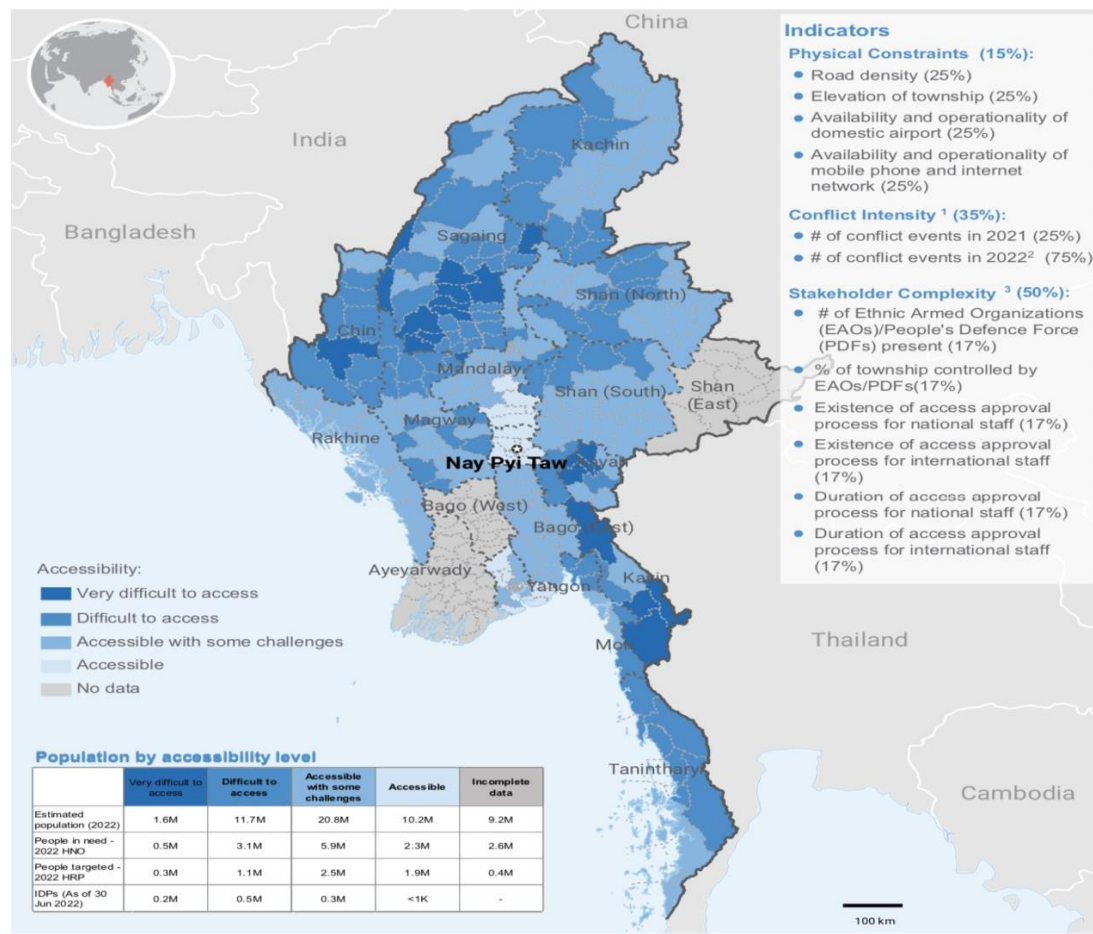 China
India
Bangladesh
Kachin
Sagaing
Shan (North)
Chin
Mandalay
Shan (South)
Shan
(East)
Magway
Rakhine
Nay Pyi Taw
Kayah
Bago (West)
Bago (East)
Ayeyarwady
Yangon
Kayin
Mon
Thailand
Tanintharyi
Cambodia
Indicators
Physical Constraints (15%):
Road density (25%)
Elevation of township (25%)
Availability and operationality of
domestic airport (25%)
Availability and operationality of
mobile phone and internet
network (25%)
Conflict Intensity ¹ (35%):
# of conflict events in 2021 (25%)
# of conflict events in 2022² (75%)
Stakeholder Complexity ³ (50%):
# of Ethnic Armed Organizations
(EAOs)/People's Defence Force
(PDFs) present (17%)
% of township controlled by
EAOs/PDFs(17%)
Existence of access approval
process for national staff (17%)
Existence of access approval
process for international staff
(17%)
Duration of access approval
process for national staff (17%)
Duration of access approval
process for international staff
(17%)
Accessibility:
Very difficult to access
Difficult to access
Accessible with some challenges
Accessible
No data
Population by accessibility level
Very difficult to access Difficult to access Accessible with some challenges Accessible Incomplete data
Estimated population (2022) 1.6M 11.7M 20.8M 10.2M 9.2M
People in need - 2022 HNO 0.5M 3.1M 5.9M 2.3M 2.6M
People targeted - 2022 HRP 0.3M 1.1M 2.5M 1.9M 0.4M
IDPs (As of 30 Jun 2022) 0.2M 0.5M 0.3M <1K -
100 km